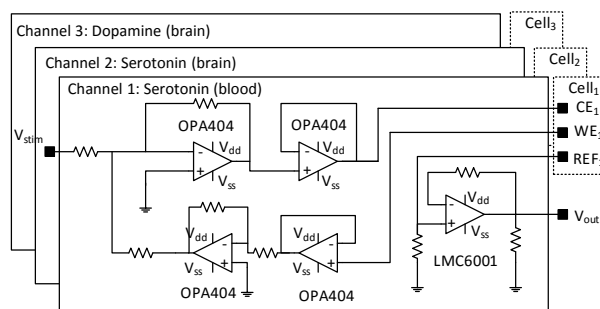 Channel 3: Dopamine (brain)
Cell3
Channel 2: Serotonin (brain)
Cell2
Channel 1: Serotonin (blood)
Cell1
OPA404
OPA404
CE1
Vstim
Vdd
Vdd
WE1
-
-
+
+
Vss
Vss
REF1
Vdd
Vdd
Vdd
-
-
-
+
+
+
Vout
Vss
Vss
Vss
LMC6001
OPA404
OPA404